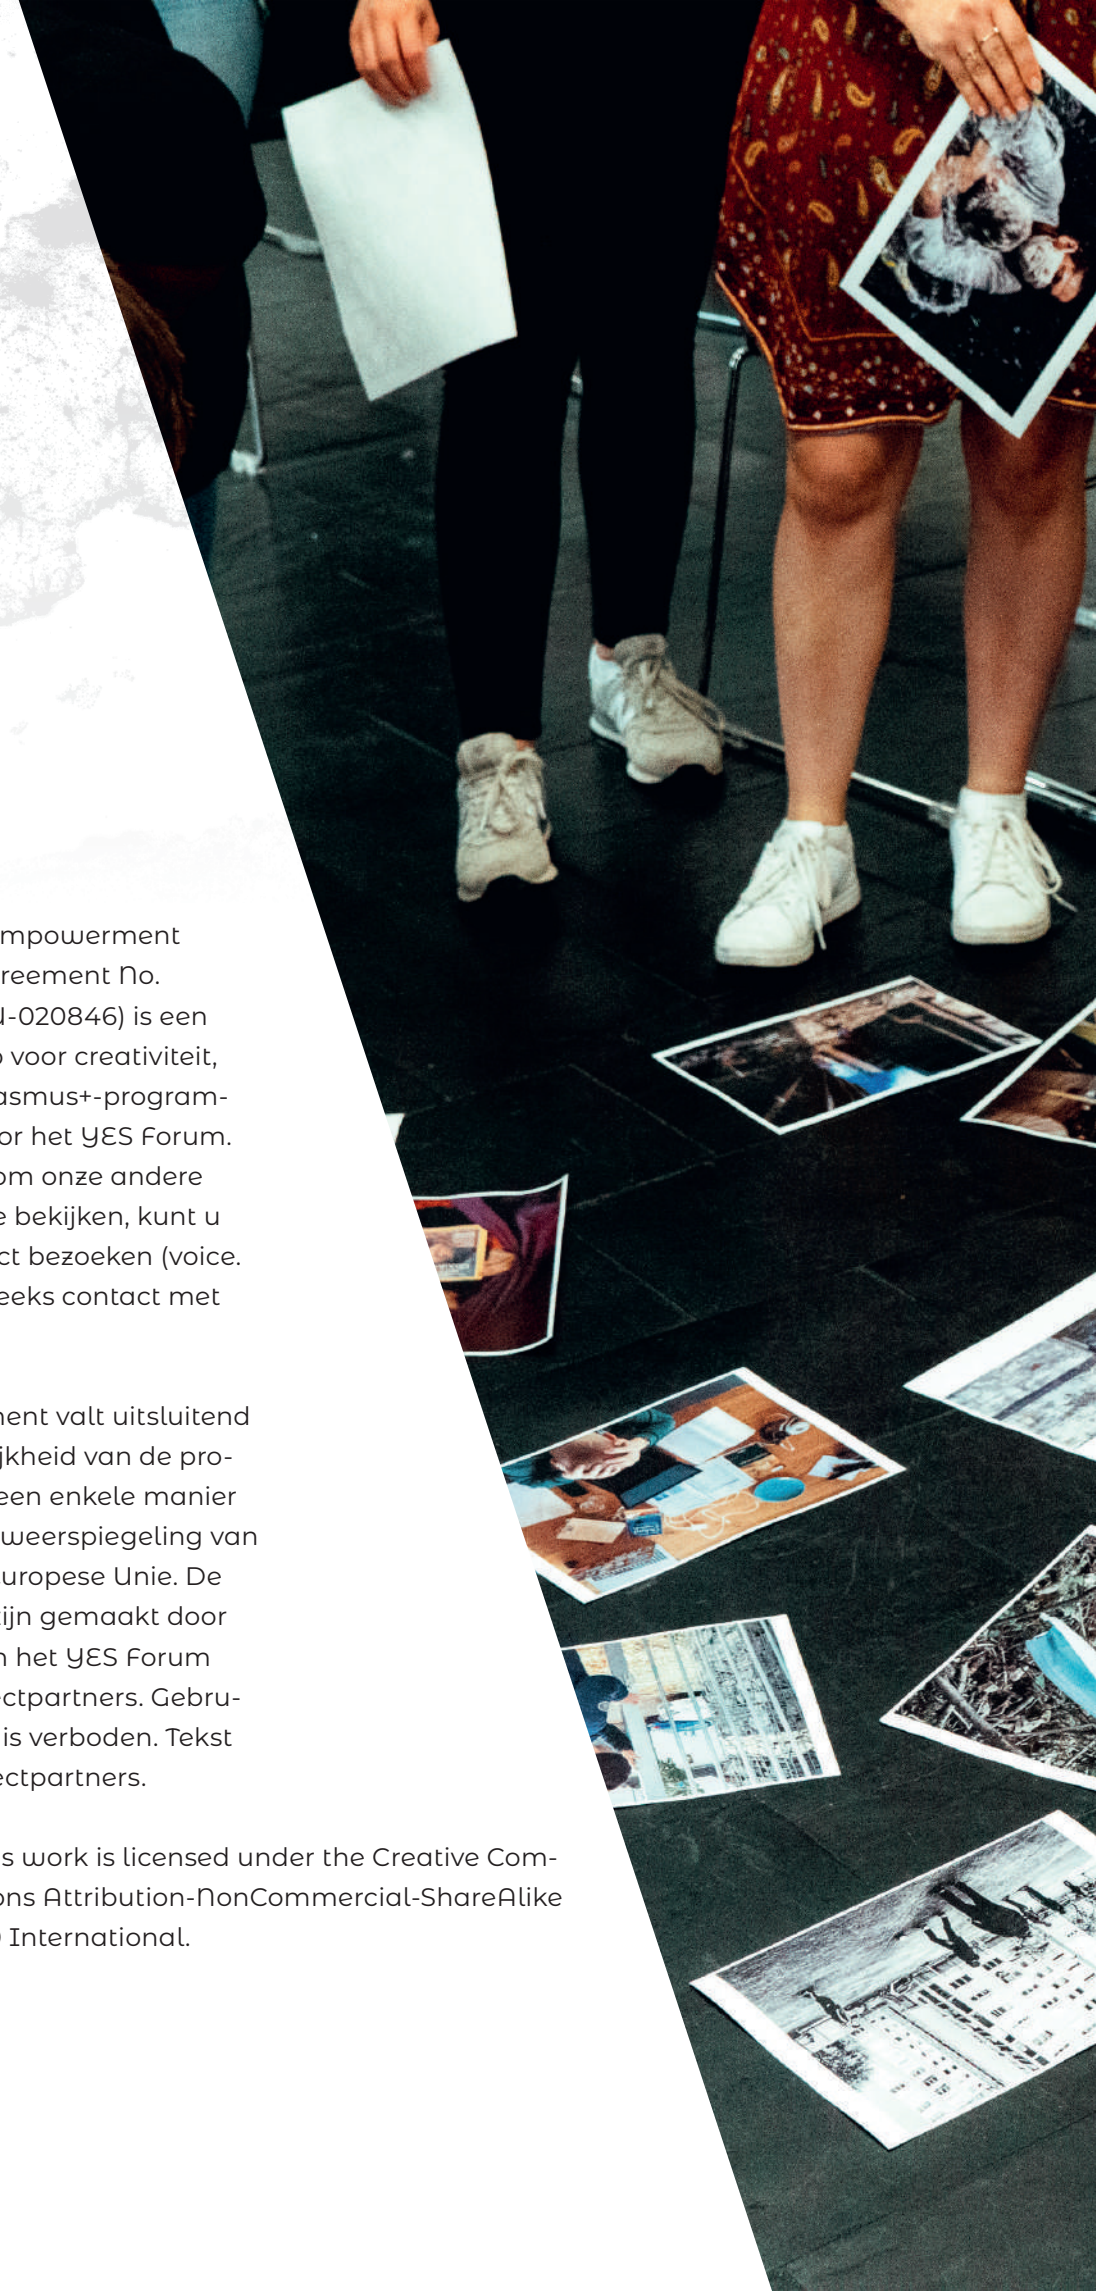 mpowerment
reement No.
-020846) is een
voor creativiteit,
asmus+-program-
or het YES Forum.
om onze andere
e bekijken, kunt u
ct bezoeken (voice.
eeks contact met
nent valt uitsluitend
jkheid van de pro-
een enkele manier
weerspiegeling van
uropese Unie. De
zijn gemaakt door
n het YES Forum
ectpartners. Gebru-
is verboden. Tekst
ectpartners.
s work is licensed under the Creative Com-
ons Attribution-NonCommercial-ShareAlike
International.